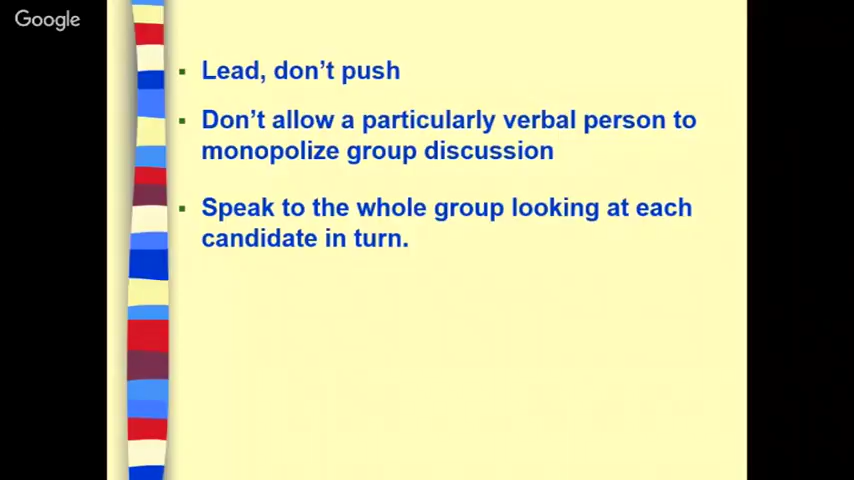 Google
Lead, don't push
Don't allow a particularly verbal person to
monopolize group discussion
Speak to the whole group looking at each
candidate in turn.